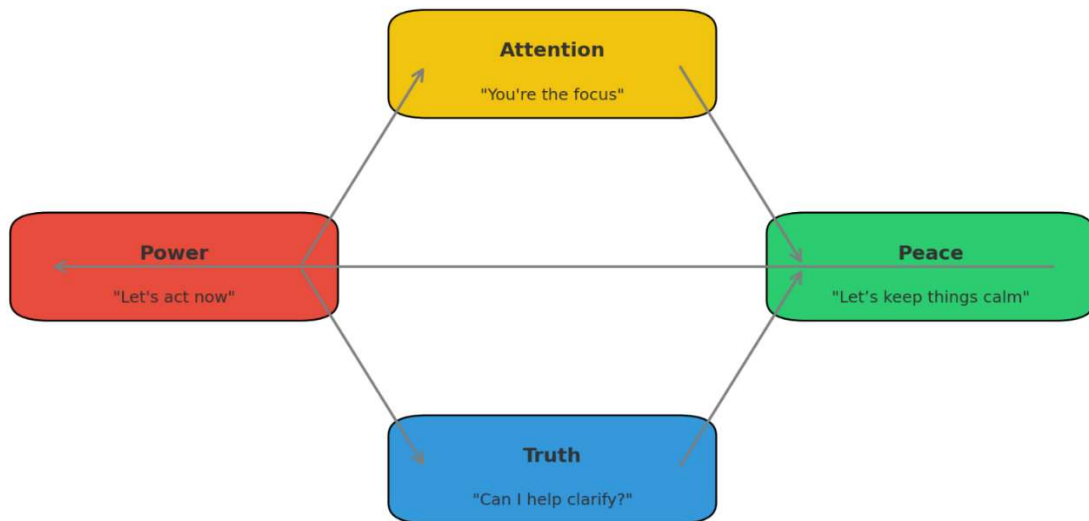 Attention
"You're the focus"
Power
"Let's act now"
Peace
"Let’s keep things calm"
Truth
"Can I help clarify?"